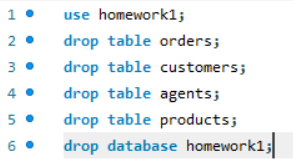 1 use homework1;
2 drop table orders;
3 drop table customers;
4 drop table agents;
5 drop table products;
6 drop database homework1;